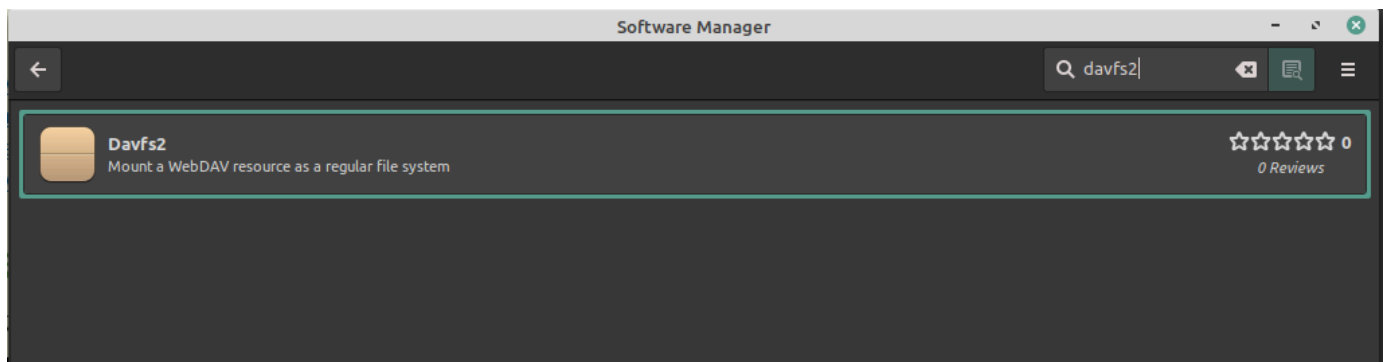 Software Manager
davfs2
Davfs2
Mount a WebDAV resource as a regular file system
0
0 Reviews